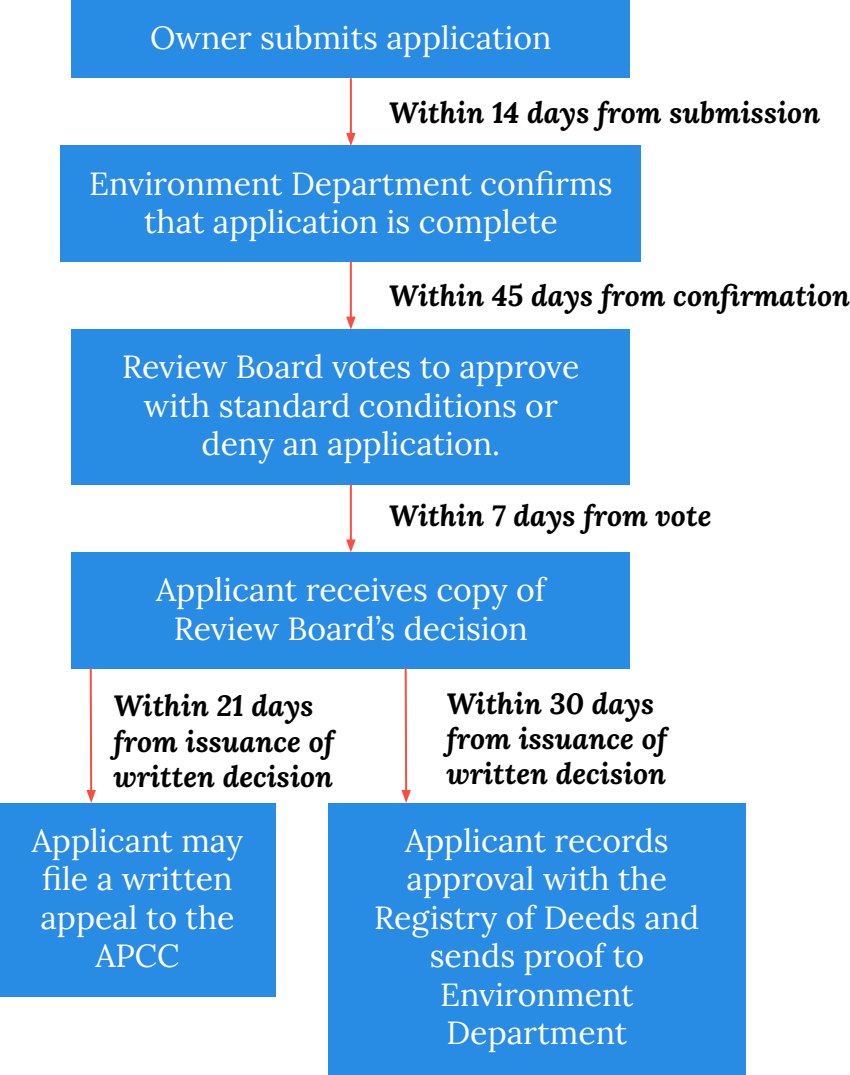 Owner submits application
Within 14 days from submission
Environment Department confirms
that application is complete
Within 45 days from confirmation
Review Board votes to approve
with standard conditions or
deny an application.
Within 7 days from vote
Applicant receives copy of
Review Board’s decision
Within 21 days
from issuance of
written decision
Within 30 days
from issuance of
written decision
Applicant may
file a written
appeal to the
APCC
Applicant records
approval with the
Registry of Deeds and
sends proof to
Environment
Department